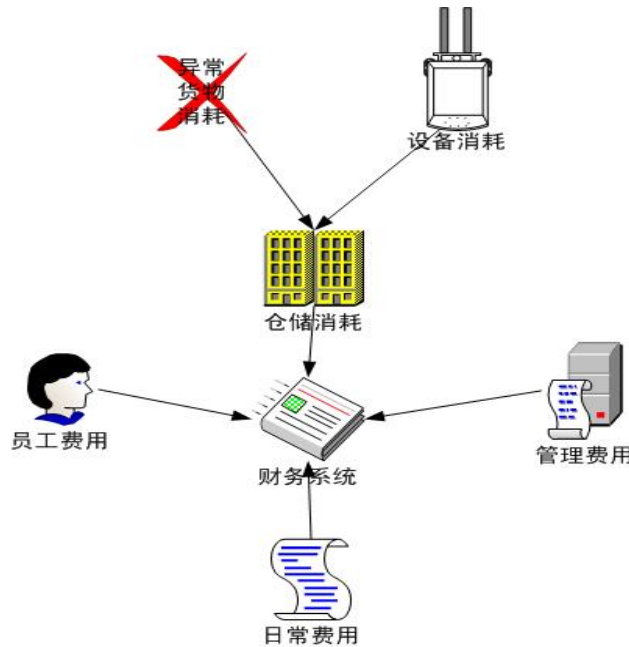 异常
货物
消耗
设备消耗
仓储消耗
员工费用
管理费用
财务系统
日常费用